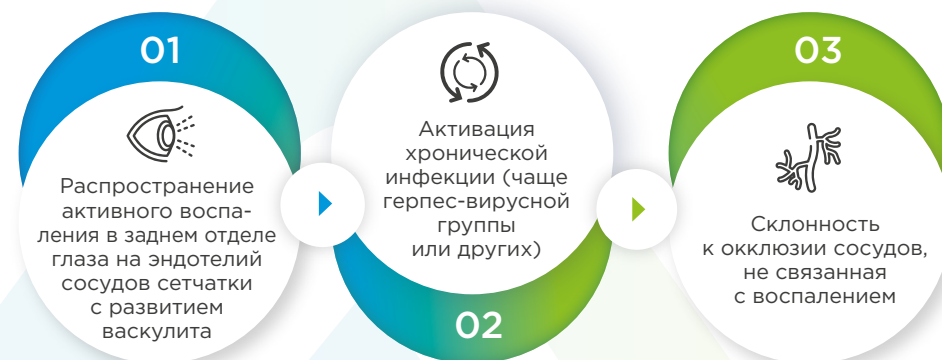 01
Распространение
активного воспа-
ления в заднем отделе
глаза на эндотелий
сосудов сетчатки
с развитием
васкулита
Активация
хронической
инфекции (чаще
герпес-вирусной
группы
или других)
02
03
Склонность
к окклюзии сосудов,
не связанная
с воспалением